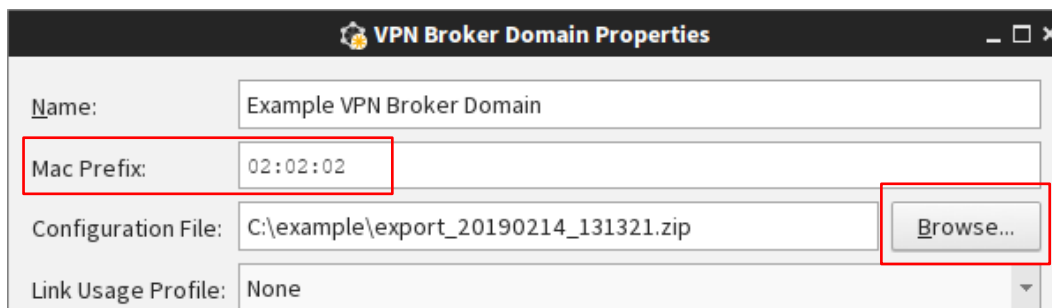 VPN Broker Domain Properties
Name: Example VPN Broker Domain
Mac Prefix: 02:02:02
Configuration File: C:\example\export_20190214_131321.zip Browse...
Link Usage Profile: None